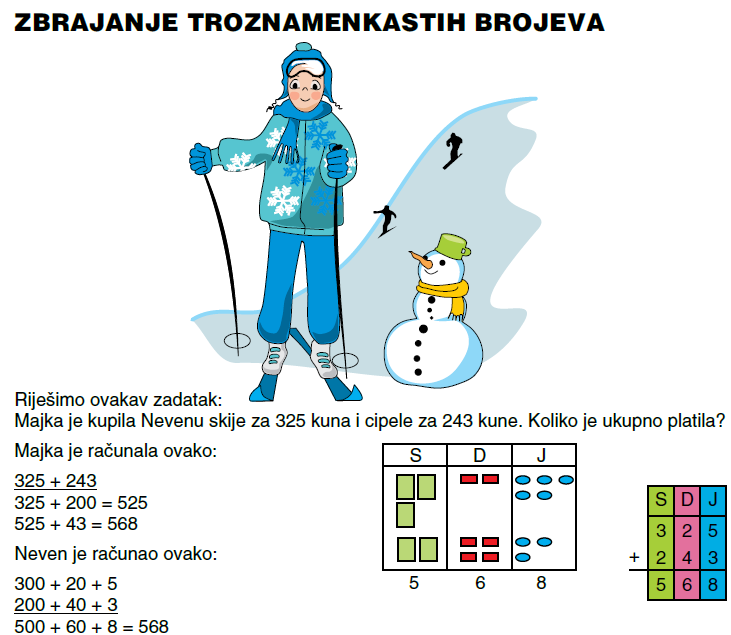 ZBRAJANJE TROZNAMENKASTIH BROJEVA
Riješimo ovakav zadatak:
Majka je kupila Nevenu skije za 325 kuna i cipele za 243 kune. Koliko je ukupno platila?
Majka je računala ovako:
325 + 243
325 + 200 = 525
525 + 43 = 568
Neven je računao ovako:
300 + 20 + 5
200 + 40 + 3
500 + 60 + 8 = 568
S D J
5 6 8
S D J
3 2 5
+ 2 4 3
5 6 8